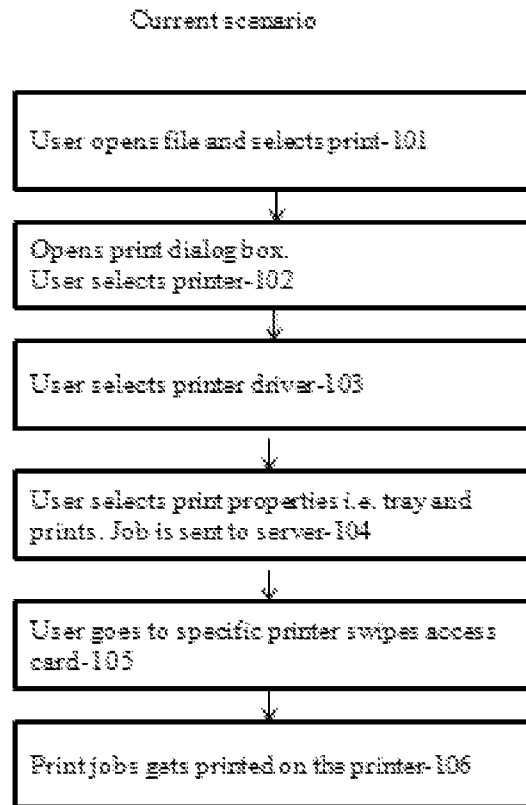 Current scenario
User opens file and selects print-101
Opens print dialog box.
User selects printer-102
User selects printer driver-103
User selects print properties i.e. tray and
prints. Job is sent to server-104
User goes to specific printer swipes access
card-105
Print jobs gets printed on the printer-106